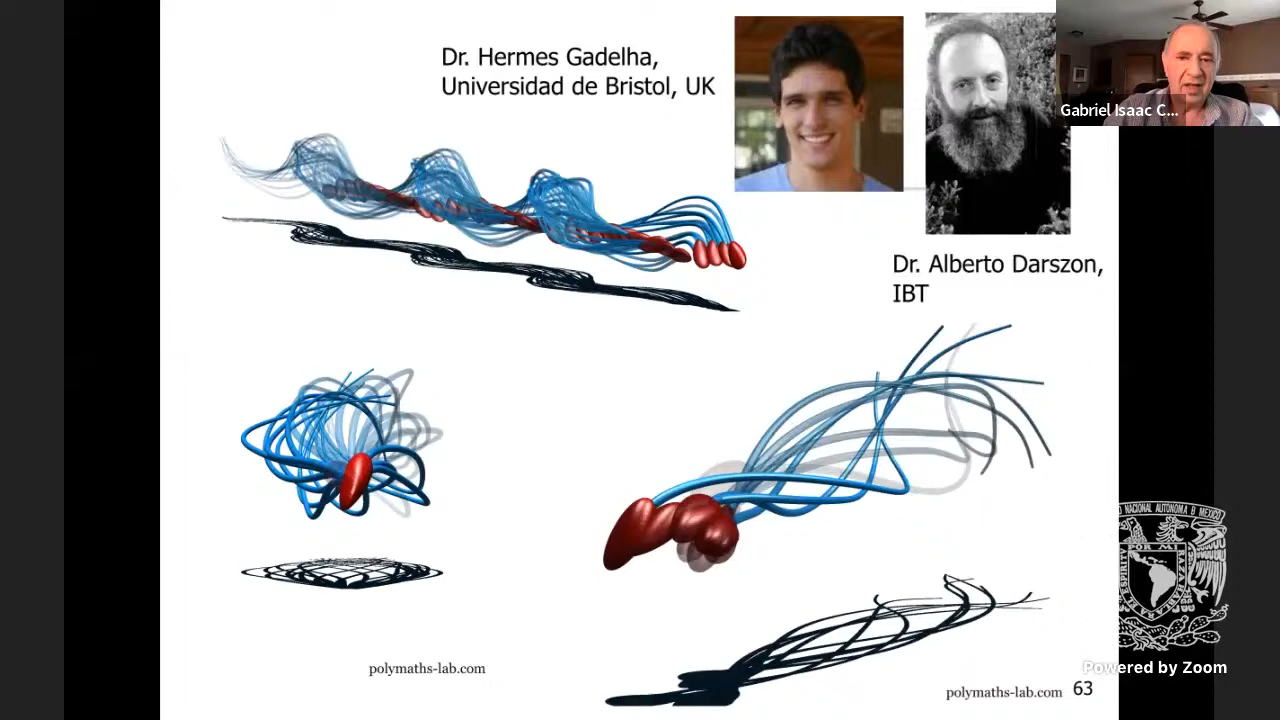 Dr. Hermes Gadelha,
Universidad de Bristol, UK
Gabriel Isaac C...
Dr. Alberto Darszon,
IBT
polymaths-lab.com
polymaths-lab.com
63
Powered by Zoom